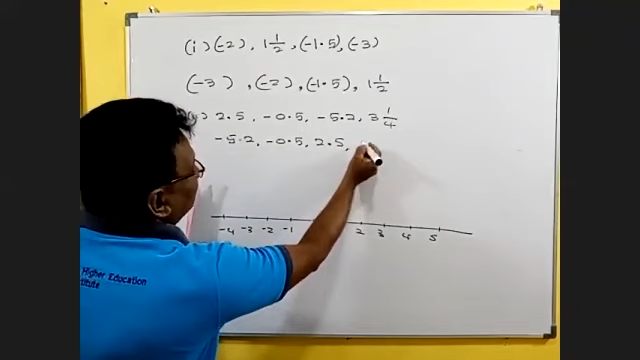 (i) (-2), 1 1/2, (-1.5), (-3)
(-3), (-2), (-1.5), 1 1/2
2.5, -0.5, -5.2, 3 1/4
-5.2, -0.5, 2.5,
-4 -3 -2 -1 2 3 4 5
Higher Education